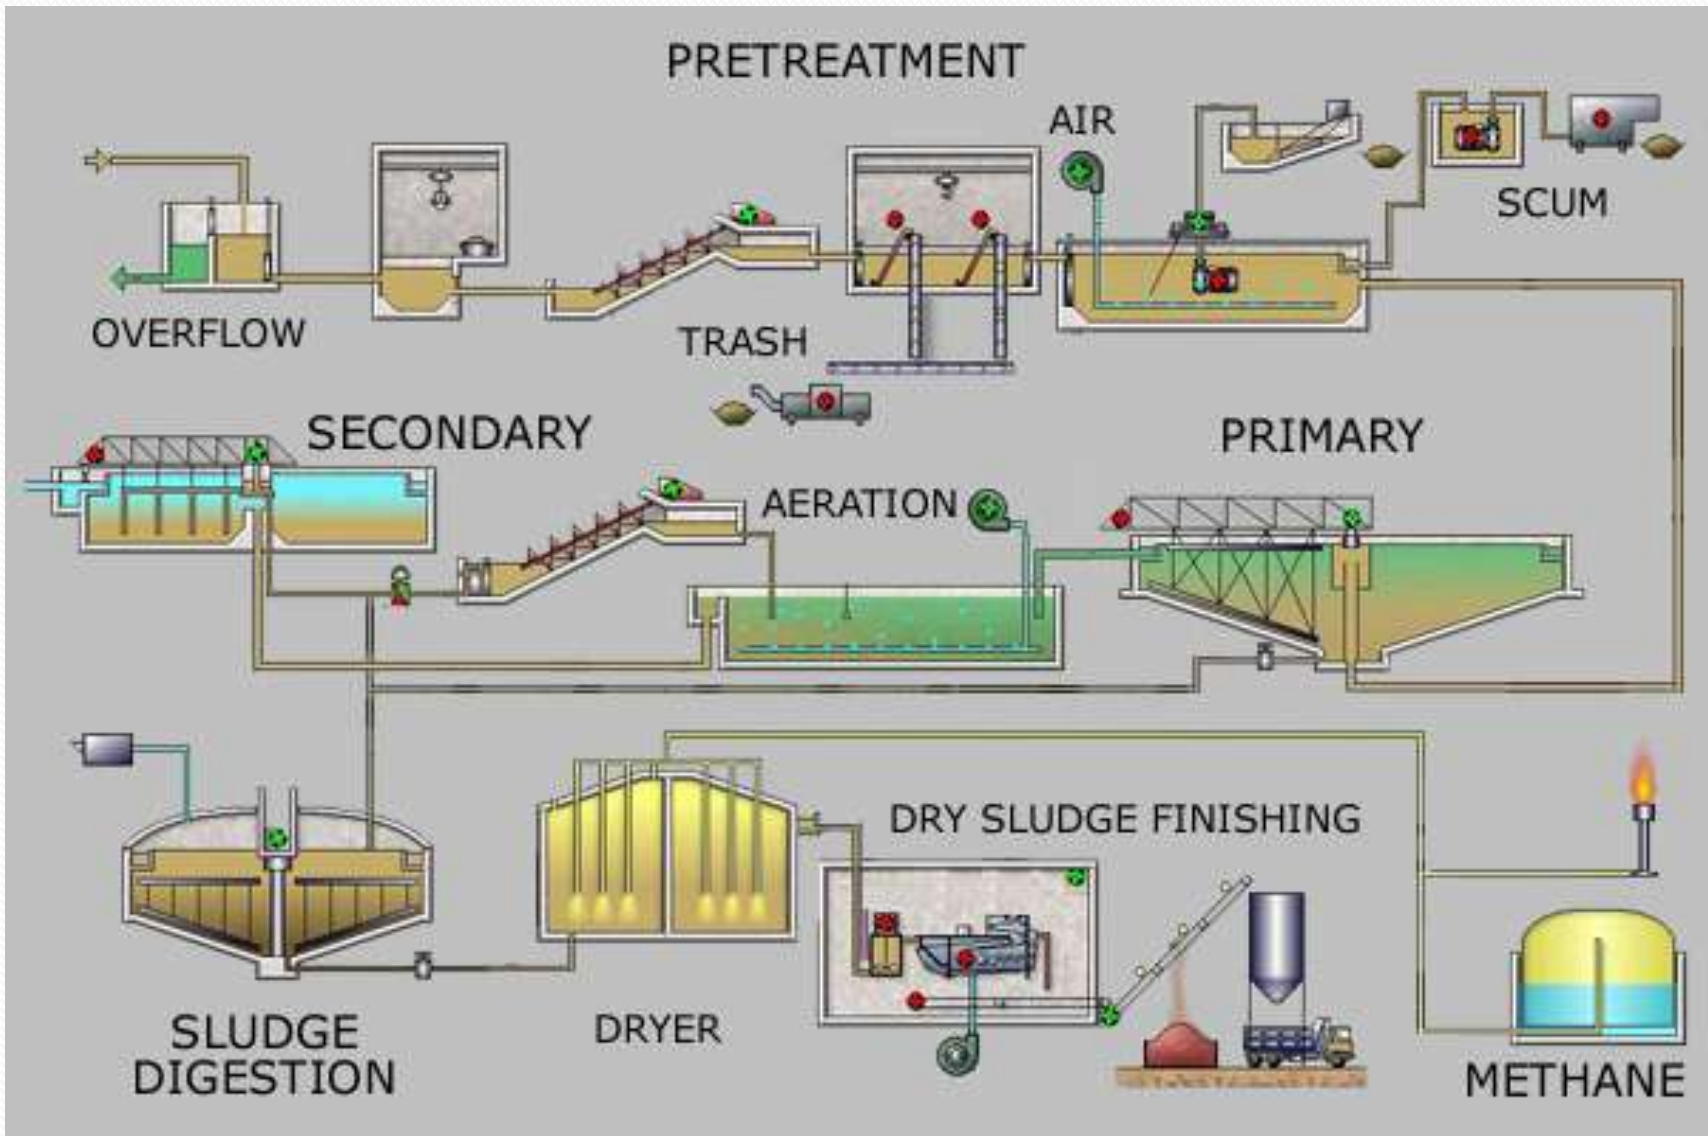 PRETREATMENT
AIR
SCUM
OVERFLOW
TRASH
SECONDARY
PRIMARY
AERATION
DRY SLUDGE FINISHING
SLUDGE
DIGESTION
DRYER
METHANE